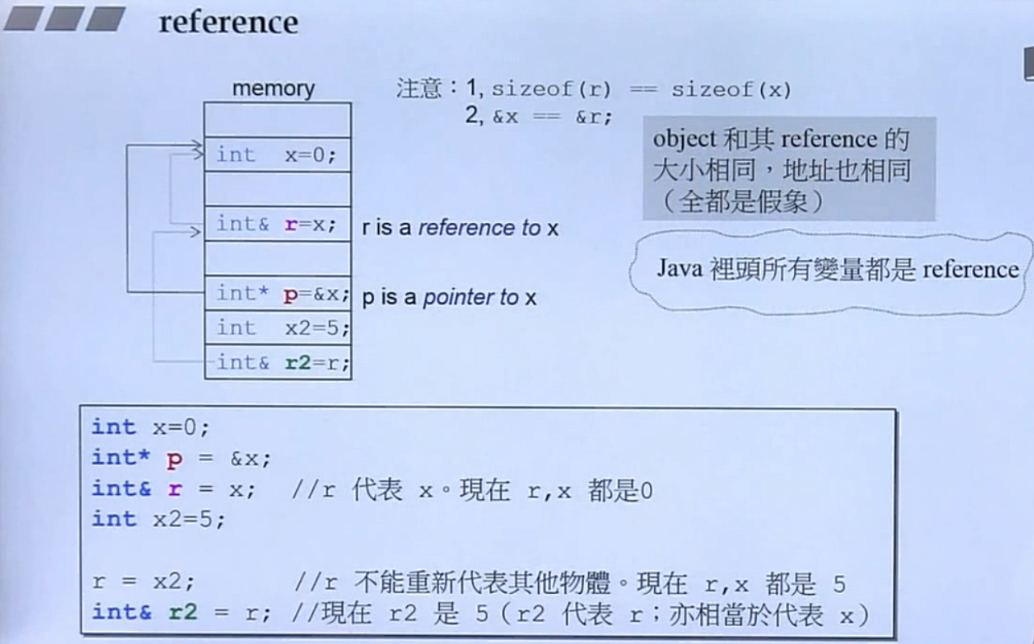 reference
memory
注意：1, sizeof(r) == sizeof(x)
2, &x == &r;
object 和其 reference 的
大小相同，地址也相同
（全都是假象）
int x=0;
int& r=x; r is a reference to x
Java 裡頭所有變量都是 reference
int* p=&x; p is a pointer to x
int x2=5;
int& r2=r;
int x=0;
int* p = &x;
int& r = x; //r 代表 x。現在 r,x 都是0
int x2=5;
r = x2; //r 不能重新代表其他物體。現在 r,x 都是 5
int& r2 = r; //現在 r2 是 5（r2 代表 r；亦相當於代表 x）